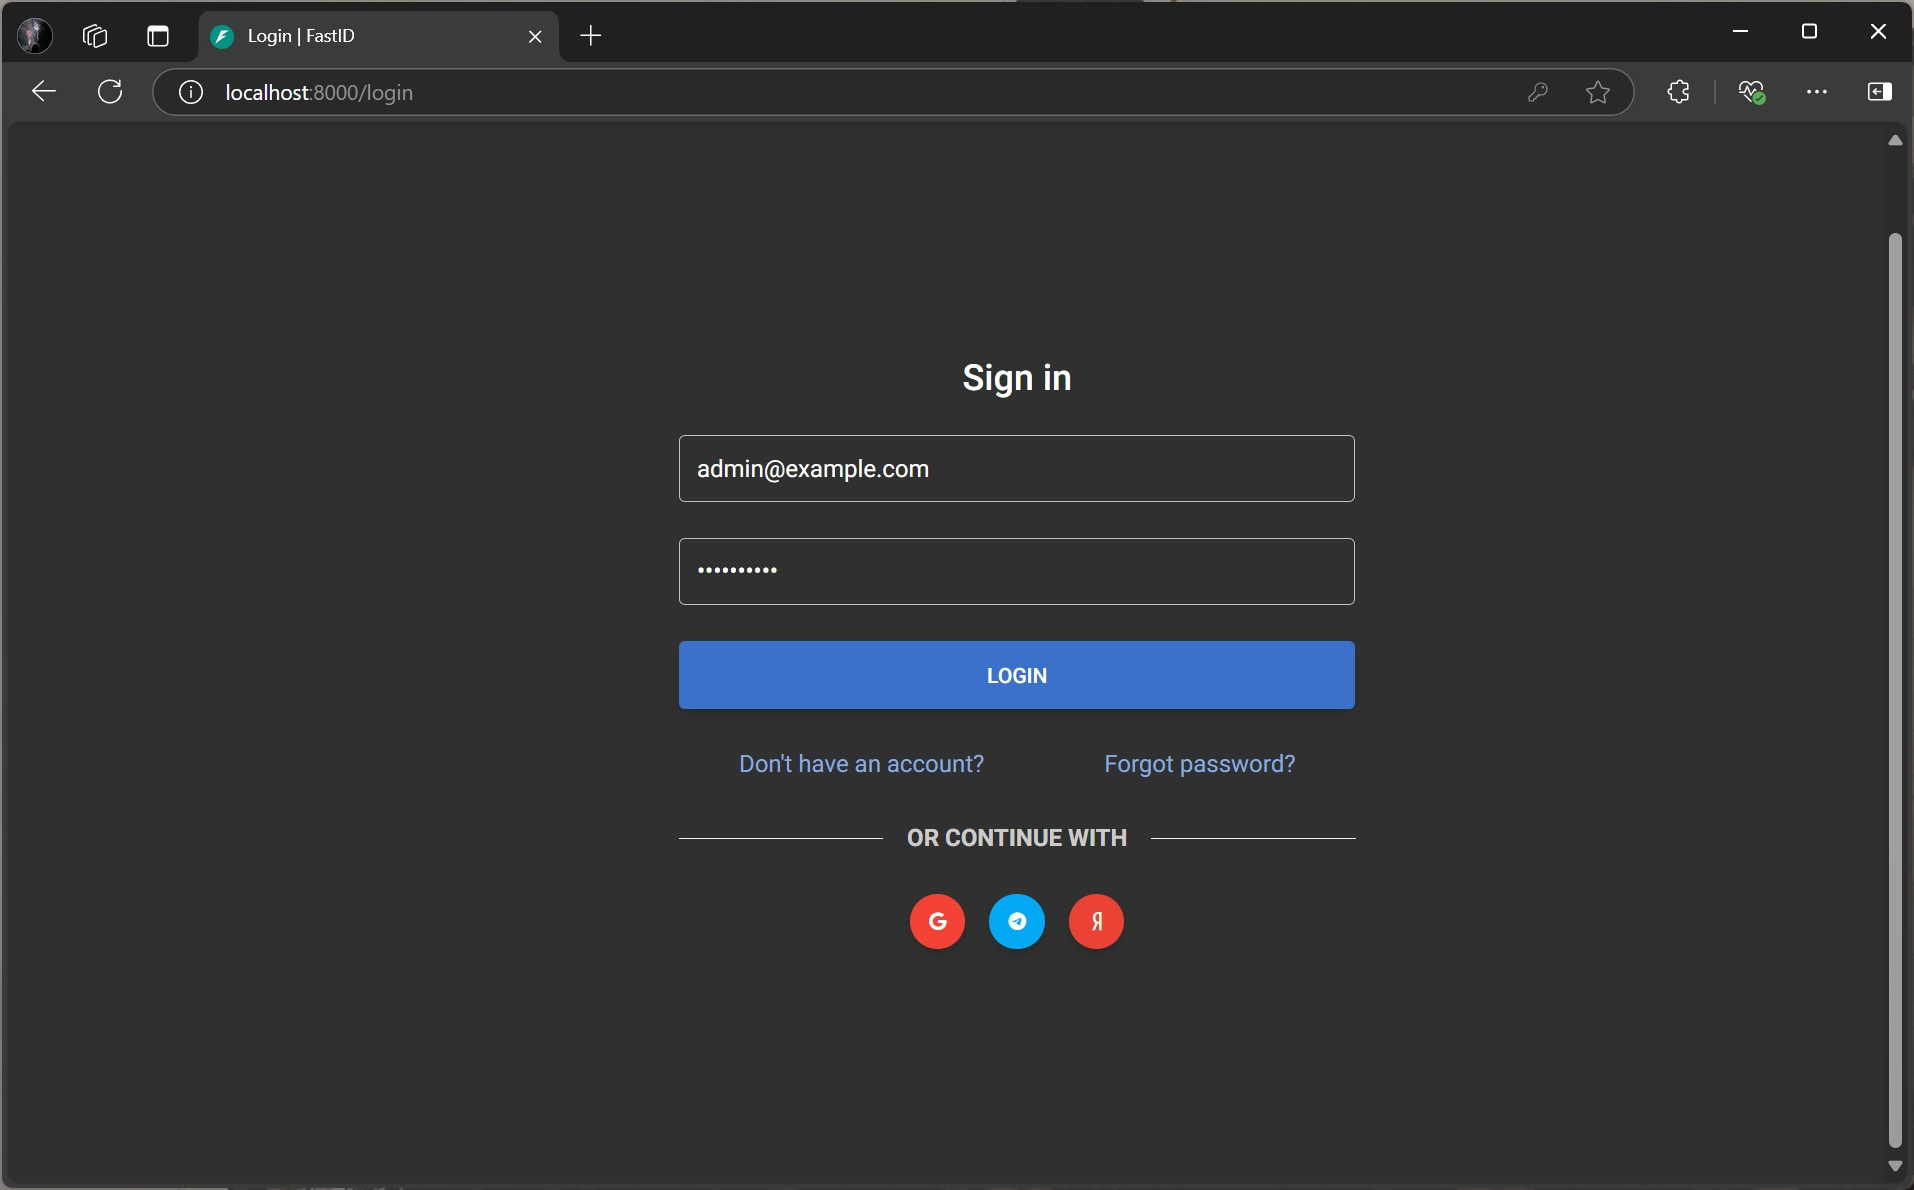 Login | FastID
localhost:8000/login
Sign in
admin@example.com
••••••••••
LOGIN
Don't have an account?
Forgot password?
OR CONTINUE WITH
G
Я